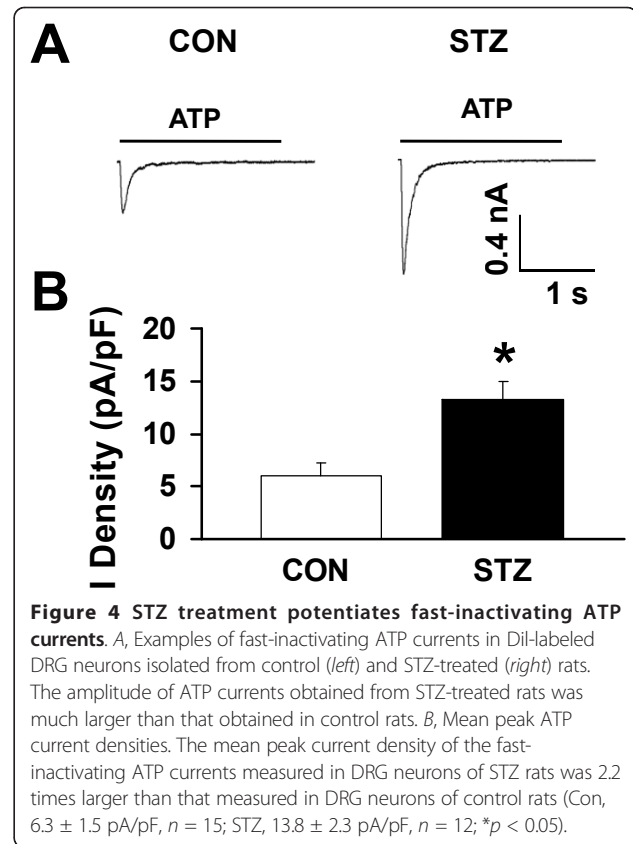 A
CON
STZ
ATP
ATP
0.4 nA
1 s
B
I Density (pA/pF)
20
15
10
5
0
*
CON
STZ
Figure 4 STZ treatment potentiates fast-inactivating ATP
currents. A, Examples of fast-inactivating ATP currents in DiI-labeled
DRG neurons isolated from control (left) and STZ-treated (right) rats.
The amplitude of ATP currents obtained from STZ-treated rats was
much larger than that obtained in control rats. B, Mean peak ATP
current densities. The mean peak current density of the fast-
inactivating ATP currents measured in DRG neurons of STZ rats was 2.2
times larger than that measured in DRG neurons of control rats (Con,
6.3 ± 1.5 pA/pF, n = 15; STZ, 13.8 ± 2.3 pA/pF, n = 12; *p < 0.05).